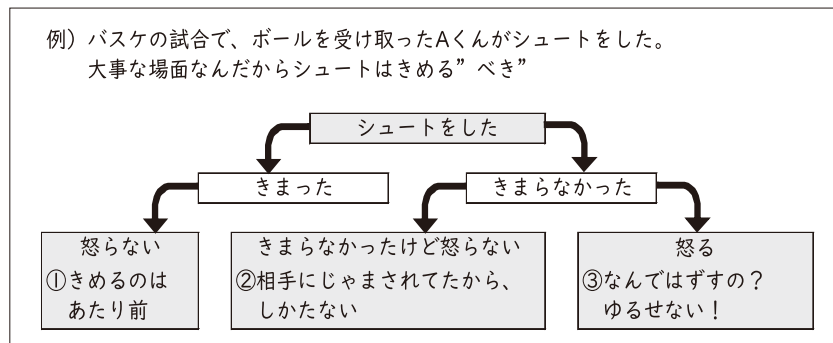 例）バスケの試合で、ボールを受け取ったAくんがシュートをした。
大事な場面なんだからシュートはきめる”べき”
シュートをした
きまった
きまらなかった
怒らない
①きめるのは
あたり前
きまらなかったけど怒らない
②相手にじゃまされてたから、
しかたない
怒る
③なんではずすの？
ゆるせない！